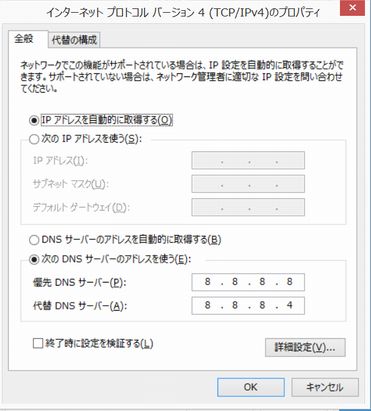 インターネット プロトコル バージョン 4 (TCP/IPv4)のプロパティ
全般
代替の構成
ネットワークでこの機能がサポートされている場合は、IP 設定を自動的に取得することがで
きます。サポートされていない場合は、ネットワーク管理者に適切な IP 設定を問い合わせ
てください。
IP アドレスを自動的に取得する(O)
次の IP アドレスを使う(S):
IP アドレス(I):
サブネット マスク(U):
デフォルト ゲートウェイ(D):
DNS サーバーのアドレスを自動的に取得する(B)
次の DNS サーバーのアドレスを使う(E):
優先 DNS サーバー(P): 8 . 8 . 8 . 8
代替 DNS サーバー(A): 8 . 8 . 8 . 4
終了時に設定を検証する(L)
詳細設定(V)...
OK
キャンセル